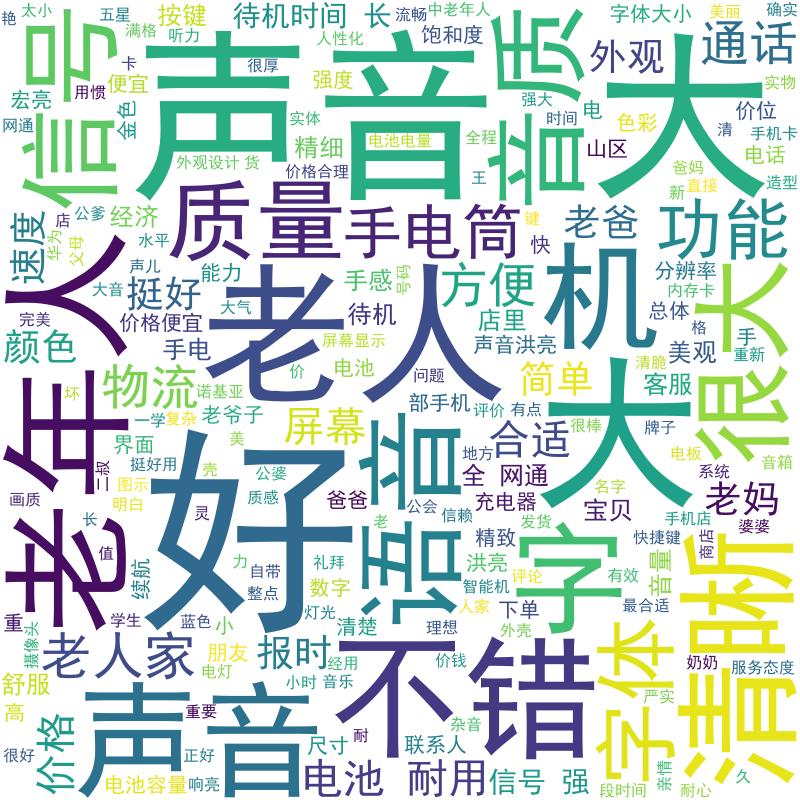 艳
太小
五星
按键
待机时间 长
流畅
中老年人
字体大小
美丽
确实
满格
听力
人性化
饱和度
外观
通话
信号
声音
音质
大
卡
很厚
便宜
用惯
宏亮
网通
金色
强度
实体
强大
时间
电
色彩
价位
实物
清
手机卡
电池电量
精细
全程
山区
电话
外观设计 货
价格合理
王
爸妈
直接
新
造型
质量
手电筒
老爸
功能
速度
店
华为
公爹
父母
经济
水平
键
快
老年人
声儿
能力
手感
号码
方便
机
分辨率
很大
大音
挺好
内存卡
完美
价格便宜
大气
待机
店里
总体
格
手
颜色
手电
老人
屏幕显示
声音洪亮
美观
清脆
重新
物流
诺基亚
价
电池
问题
简单
客服
坏
一学
复杂
老爷子
屏幕
部手机
评价
有点
很棒
牌子
电板
音箱
界面
美
语音
合适
大
地方
二叔
挺好用
壳
公婆
全 网通
系统
画质
图示
明白
质感
爸爸
公会
信赖
充电器
名字
宝贝
老妈
长
值
灵
好
老
发货
手机店
婆婆
商店
精致
字
快捷键
清晰
续航
力
自带
礼拜
洪亮
智能机
评论
有效
音量
整点
数字
重
学生
蓝色
小
灯光
清楚
理想
人家
下单
最合适
摄像头
老人家
朋友
报时
经用
不错
外壳
字体
奶奶
服务态度
舒服
电灯
小时
音乐
价钱
严实
高
价格
声音
重要
尺寸
耐
联系人
杂音
亲情
很好
正好
电池容量
响亮
电池 耐用
信号 强
段时间
耐心
久